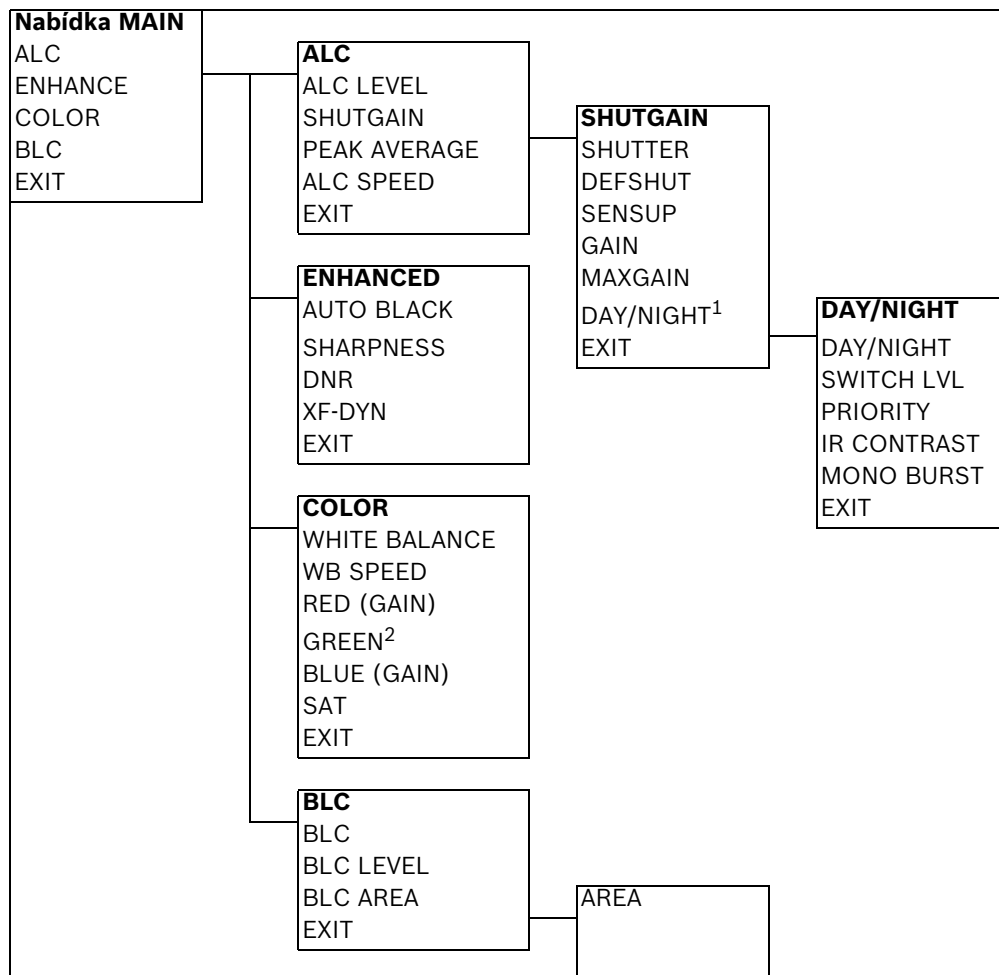 Nabídka MAIN
ALC
ENHANCE
COLOR
BLC
EXIT
ALC
ALC LEVEL
SHUTGAIN
PEAK AVERAGE
ALC SPEED
EXIT
SHUTGAIN
SHUTTER
DEFSHUT
SENSUP
GAIN
MAXGAIN
DAY/NIGHT1
EXIT
DAY/NIGHT
DAY/NIGHT
SWITCH LVL
PRIORITY
IR CONTRAST
MONO BURST
EXIT
ENHANCED
AUTO BLACK
SHARPNESS
DNR
XF-DYN
EXIT
COLOR
WHITE BALANCE
WB SPEED
RED (GAIN)
GREEN2
BLUE (GAIN)
SAT
EXIT
BLC
BLC
BLC LEVEL
BLC AREA
EXIT
AREA